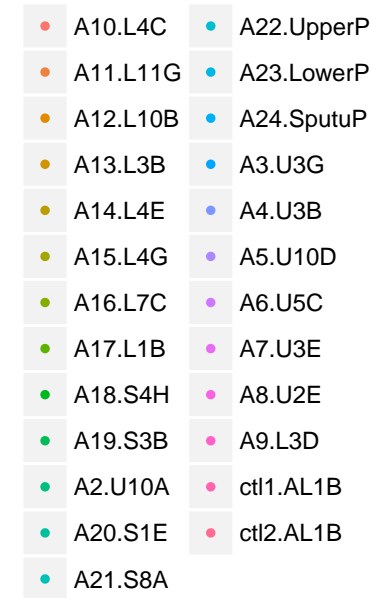 A10.L4C
A11.L11G
A12.L10B
A13.L3B
A14.L4E
A15.L4G
A16.L7C
A17.L1B
A18.S4H
A19.S3B
A2.U10A
A20.S1E
A21.S8A
A22.UpperP
A23.LowerP
A24.SputuP
A3.U3G
A4.U3B
A5.U10D
A6.U5C
A7.U3E
A8.U2E
A9.L3D
ctl1.AL1B
ctl2.AL1B